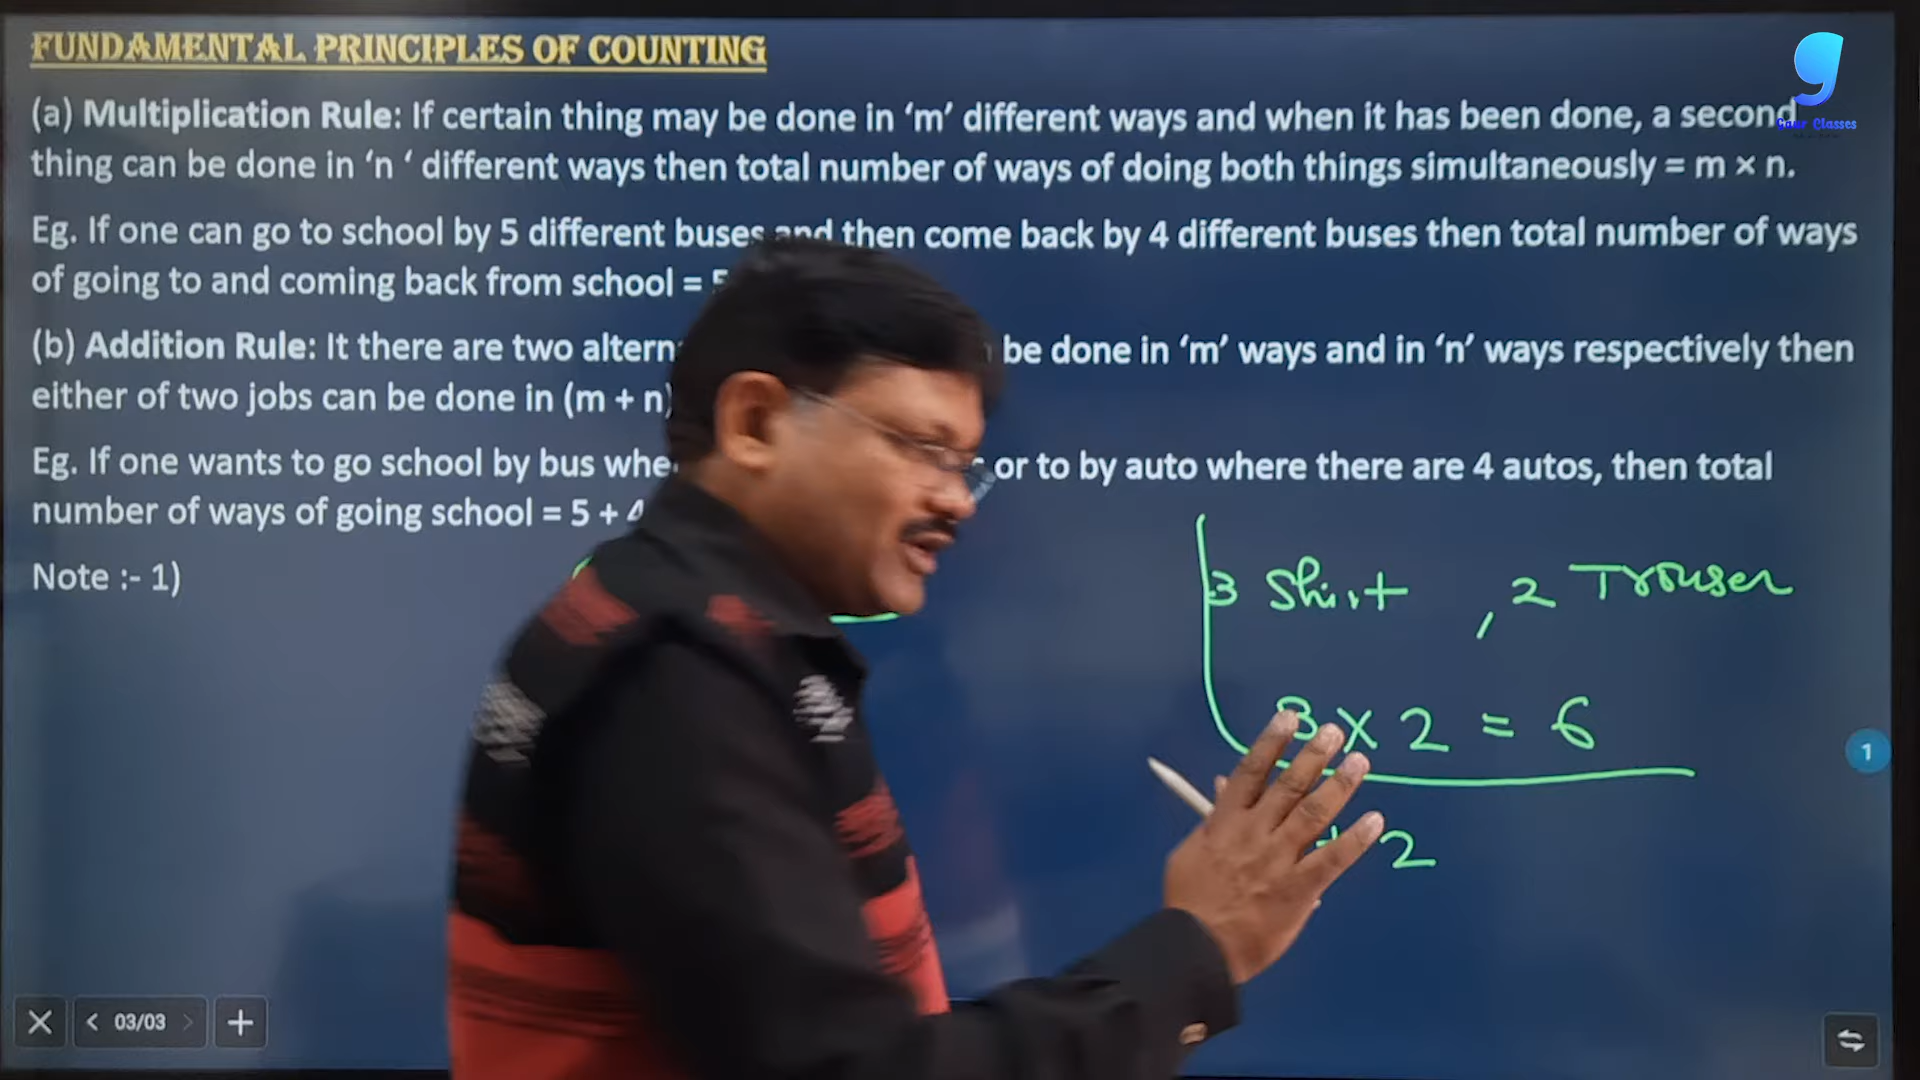 FUNDAMENTAL PRINCIPLES OF COUNTING
(a) Multiplication Rule: If certain thing may be done in ‘m’ different ways and when it has been done, a second
thing can be done in ‘n ‘ different ways then total number of ways of doing both things simultaneously = m × n.
Eg. If one can go to school by 5 different buses and then come back by 4 different buses then total number of ways
of going to and coming back from school = 5
(b) Addition Rule: It there are two be done in ‘m’ ways and in ‘n’ ways respectively then
either of two jobs can be done in (m + n)
Eg. If one wants to go school by bus or to by auto where there are 4 autos, then total
number of ways of going school = 5 + 4
Note :- 1)
3 Shirt , 2 Trouser
3 × 2 = 6
+ 2
Gaur Classes
1
03/03